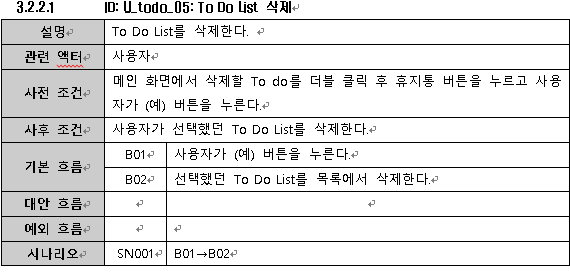 3.2.2.1 ID: U_todo_05: To Do List 삭제
설명 To Do List를 삭제한다.
관련 액터 사용자
사전 조건 메인 화면에서 삭제할 To do를 더블 클릭 후 휴지통 버튼을 누르고 사용
자가 (예) 버튼을 누른다.
사후 조건 사용자가 선택했던 To Do List를 삭제한다.
기본 흐름 B01 사용자가 (예) 버튼을 누른다.
B02 선택했던 To Do List를 목록에서 삭제한다.
대안 흐름
예외 흐름
시나리오 SN001 B01→B02